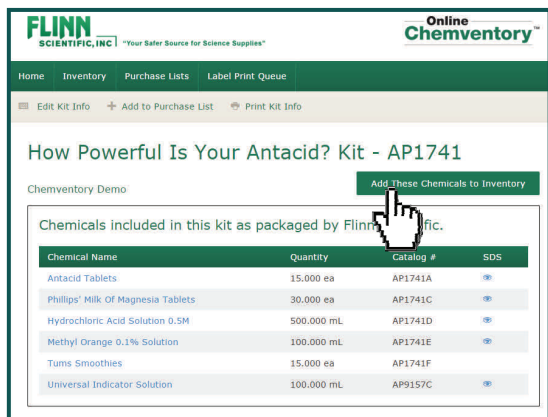 FLINN
SCIENTIFIC, INC "Your Safer Source for Science Supplies"
Online
Chemventory™
Home Inventory Purchase Lists Label Print Queue
Edit Kit Info Add to Purchase List Print Kit Info
How Powerful Is Your Antacid? Kit - AP1741
Chemventory Demo
Add These Chemicals to Inventory
Chemicals included in this kit as packaged by Flinn fic.
Chemical Name Quantity Catalog # SDS
Antacid Tablets 15.000 ea AP1741A
Phillips' Milk Of Magnesia Tablets 30.000 ea AP1741C
Hydrochloric Acid Solution 0.5M 500.000 mL AP1741D
Methyl Orange 0.1% Solution 100.000 mL AP1741E
Tums Smoothies 15.000 ea AP1741F
Universal Indicator Solution 100.000 mL AP9157C